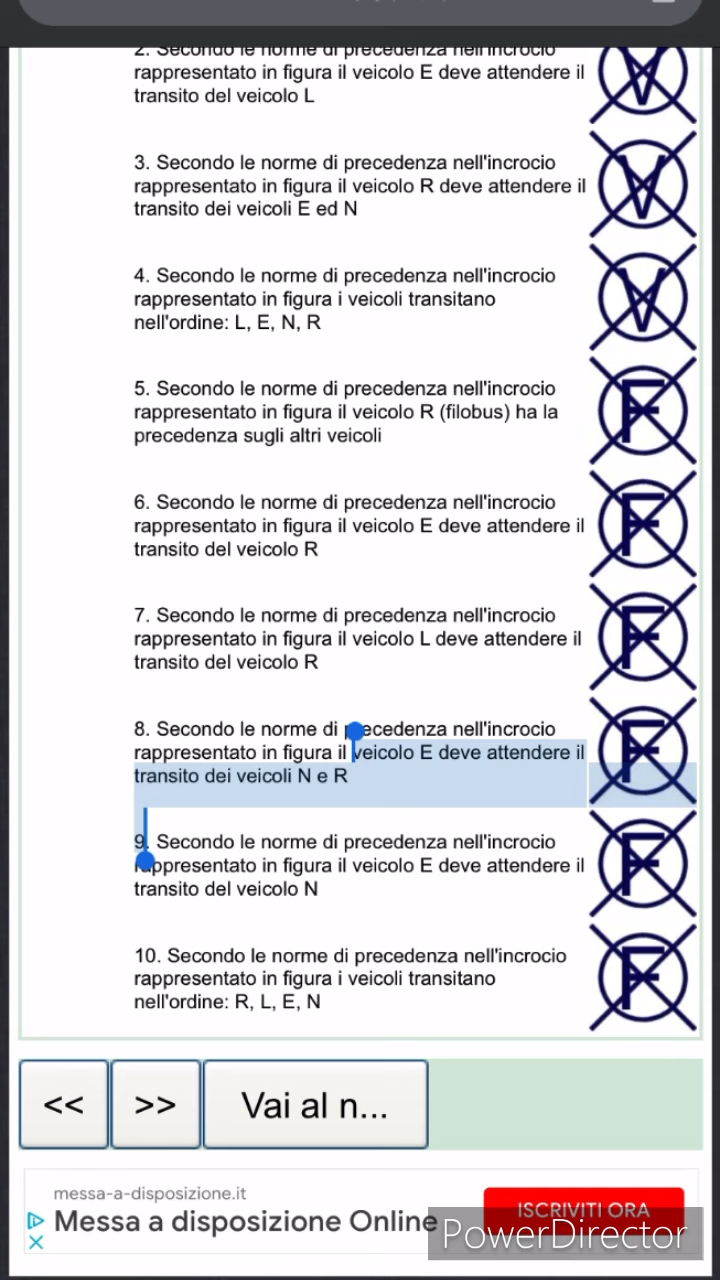 2. Secondo le norme di precedenza nell'incrocio
rappresentato in figura il veicolo E deve attendere il
transito del veicolo L
V
3. Secondo le norme di precedenza nell'incrocio
rappresentato in figura il veicolo R deve attendere il
transito dei veicoli E ed N
V
4. Secondo le norme di precedenza nell'incrocio
rappresentato in figura i veicoli transitano
nell'ordine: L, E, N, R
V
5. Secondo le norme di precedenza nell'incrocio
rappresentato in figura il veicolo R (filobus) ha la
precedenza sugli altri veicoli
F
6. Secondo le norme di precedenza nell'incrocio
rappresentato in figura il veicolo E deve attendere il
transito del veicolo R
F
7. Secondo le norme di precedenza nell'incrocio
rappresentato in figura il veicolo L deve attendere il
transito del veicolo R
F
8. Secondo le norme di precedenza nell'incrocio
rappresentato in figura il veicolo E deve attendere il
transito dei veicoli N e R
F
9. Secondo le norme di precedenza nell'incrocio
rappresentato in figura il veicolo E deve attendere il
transito del veicolo N
F
10. Secondo le norme di precedenza nell'incrocio
rappresentato in figura i veicoli transitano
nell'ordine: R, L, E, N
F
<< >> Vai al n...
messa-a-disposizione.it
Messa a disposizione Online
ISCRIVITI ORA
PowerDirector